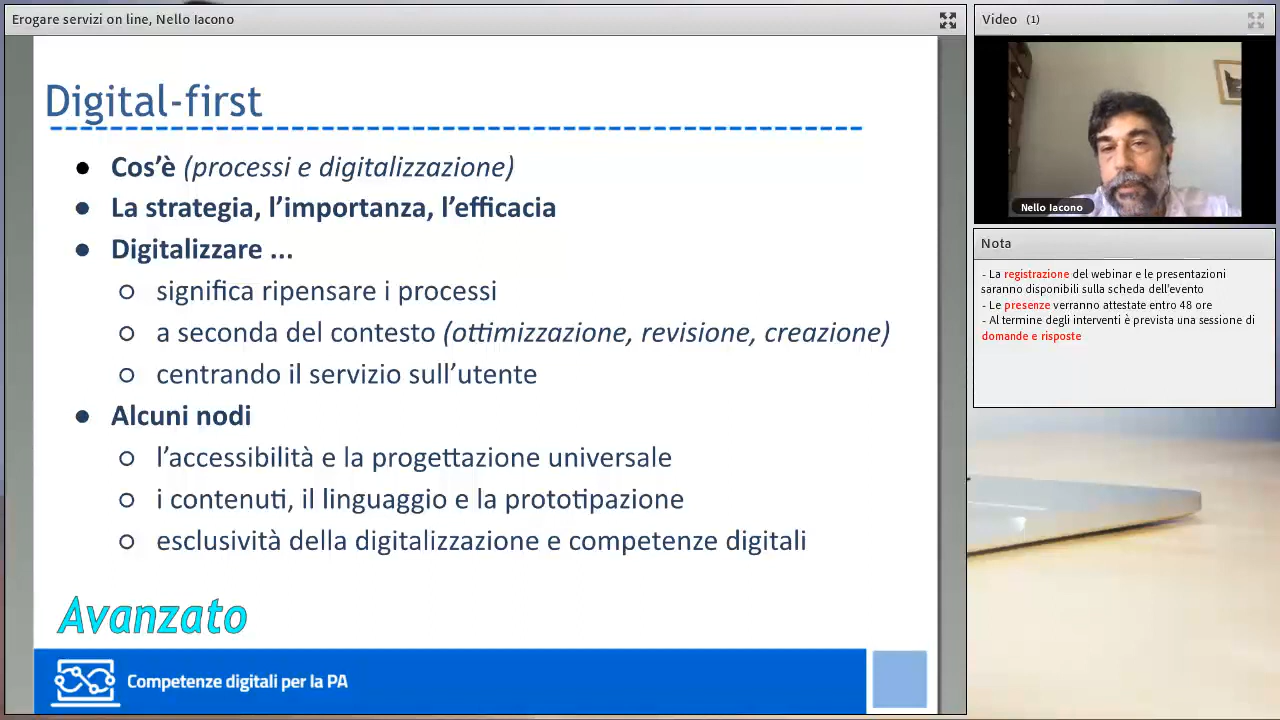 Erogare servizi on line, Nello Iacono
Digital-first
● Cos’è (processi e digitalizzazione)
● La strategia, l’importanza, l’efficacia
● Digitalizzare ...
○ significa ripensare i processi
○ a seconda del contesto (ottimizzazione, revisione, creazione)
○ centrando il servizio sull’utente
● Alcuni nodi
○ l’accessibilità e la progettazione universale
○ i contenuti, il linguaggio e la prototipazione
○ esclusività della digitalizzazione e competenze digitali
Avanzato
Competenze digitali per la PA
Video (1)
Nello Iacono
Nota
- La registrazione del webinar e le presentazioni
saranno disponibili sulla scheda dell'evento
- Le presenze verranno attestate entro 48 ore
- Al termine degli interventi è prevista una sessione di
domande e risposte